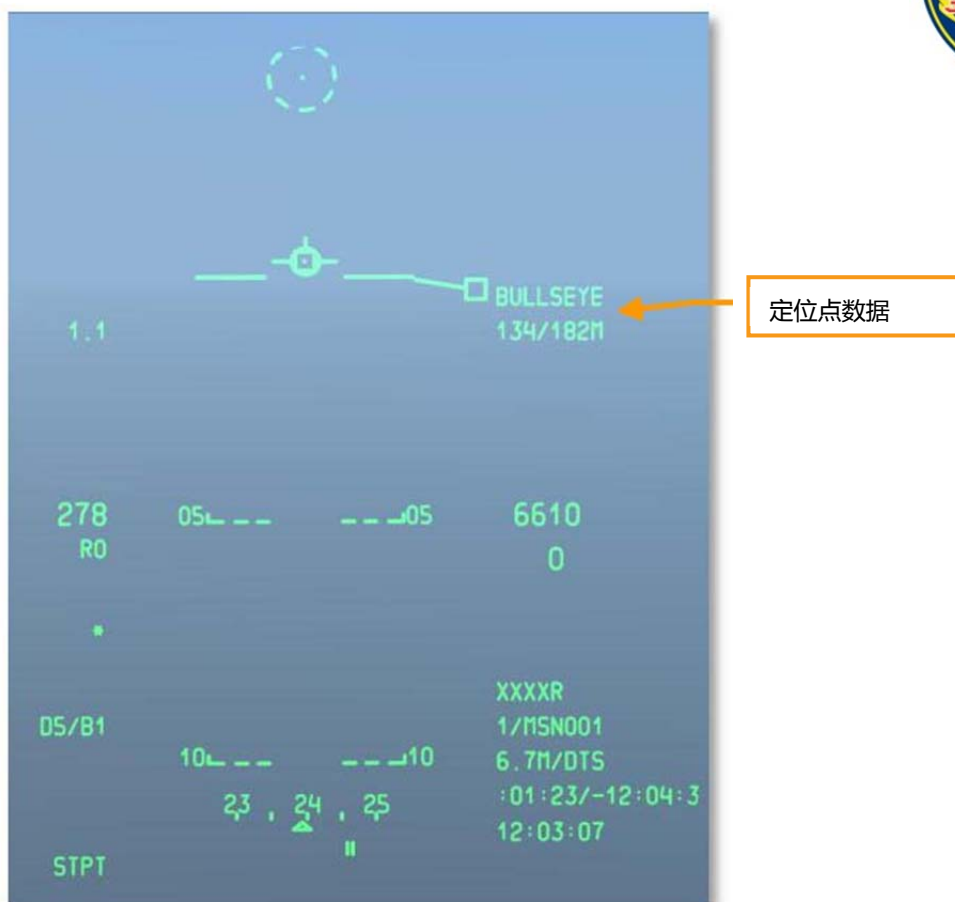 BULLSEYE
134/182M
定位点数据
1.1
278
R0
05 05
6610
0
XXXXR
D5/B1
1/MSN001
10 10
6.7M/DTS
23 24 25
:01:23/-12:04:3
12:03:07
STPT